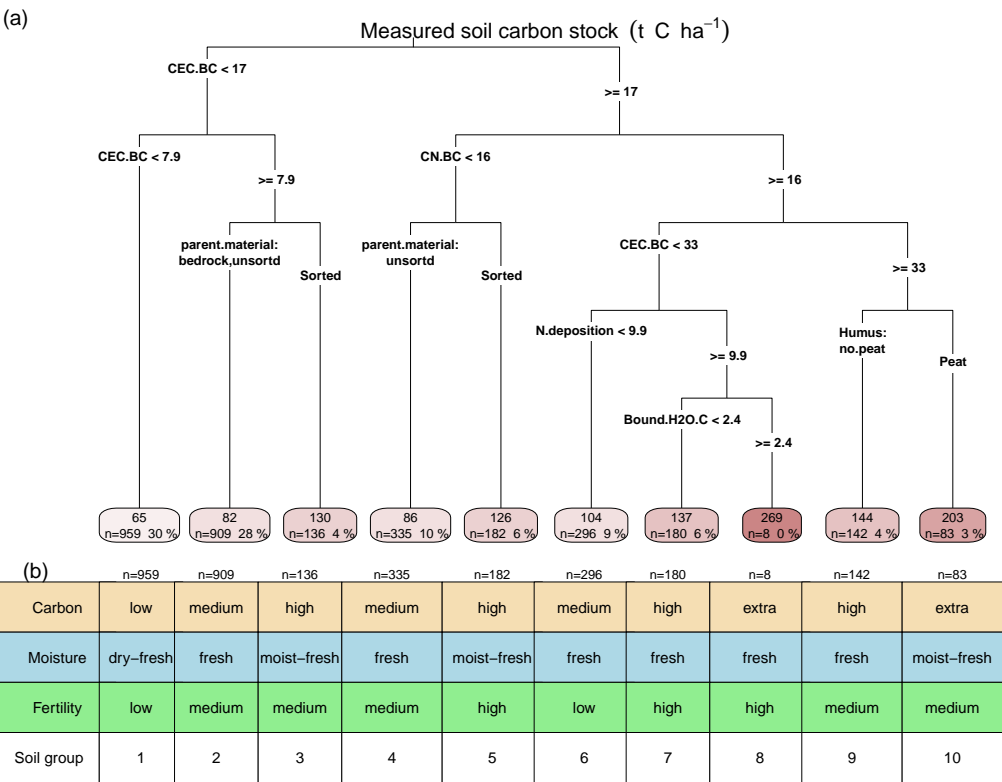 (a)
Measured soil carbon stock (t C ha−1)
CEC.BC < 17
>= 17
CEC.BC < 7.9
>= 7.9
CN.BC < 16
>= 16
parent.material:
bedrock,unsortd
Sorted
parent.material:
unsortd
Sorted
CEC.BC < 33
>= 33
N.deposition < 9.9
>= 9.9
Humus:
no.peat
Peat
Bound.H2O.C < 2.4
>= 2.4
65 82 130 86 126 104 137 269 144 203
n=959 30 % n=909 28 % n=136 4 % n=335 10 % n=182 6 % n=296 9 % n=180 6 % n=8 0 % n=142 4 % n=83 3 %
(b)
n=959 n=909 n=136 n=335 n=182 n=296 n=180 n=8 n=142 n=83
Carbon low medium high medium high medium high extra high extra
Moisture dry−fresh fresh moist−fresh fresh moist−fresh fresh fresh fresh fresh moist−fresh
Fertility low medium medium medium high low high high medium medium
Soil group 1 2 3 4 5 6 7 8 9 10